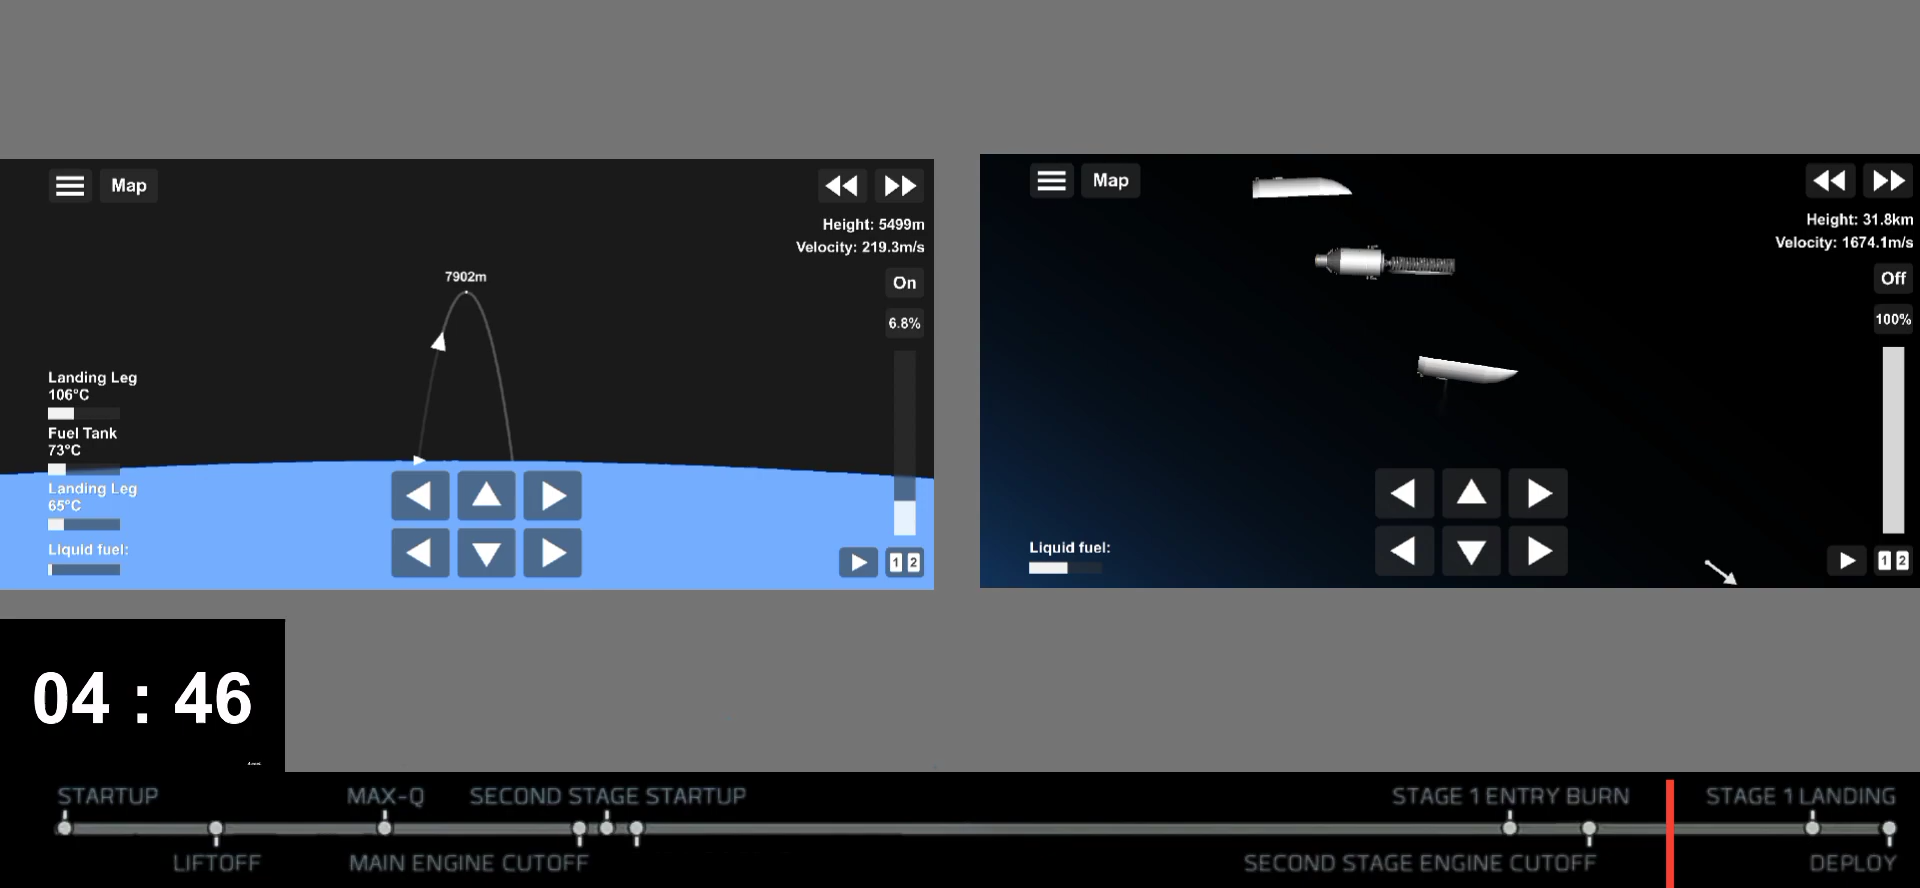 Map
Height: 5499m
Velocity: 219.3m/s
7902m
On
6.8%
Landing Leg
106°C
Fuel Tank
73°C
Landing Leg
65°C
Liquid fuel:
1 2
Map
Height: 31.8km
Velocity: 1674.1m/s
Off
100%
Liquid fuel:
1 2
04 : 46
STARTUP MAX-Q SECOND STAGE STARTUP STAGE 1 ENTRY BURN STAGE 1 LANDING
LIFTOFF MAIN ENGINE CUTOFF SECOND STAGE ENGINE CUTOFF DEPLOY